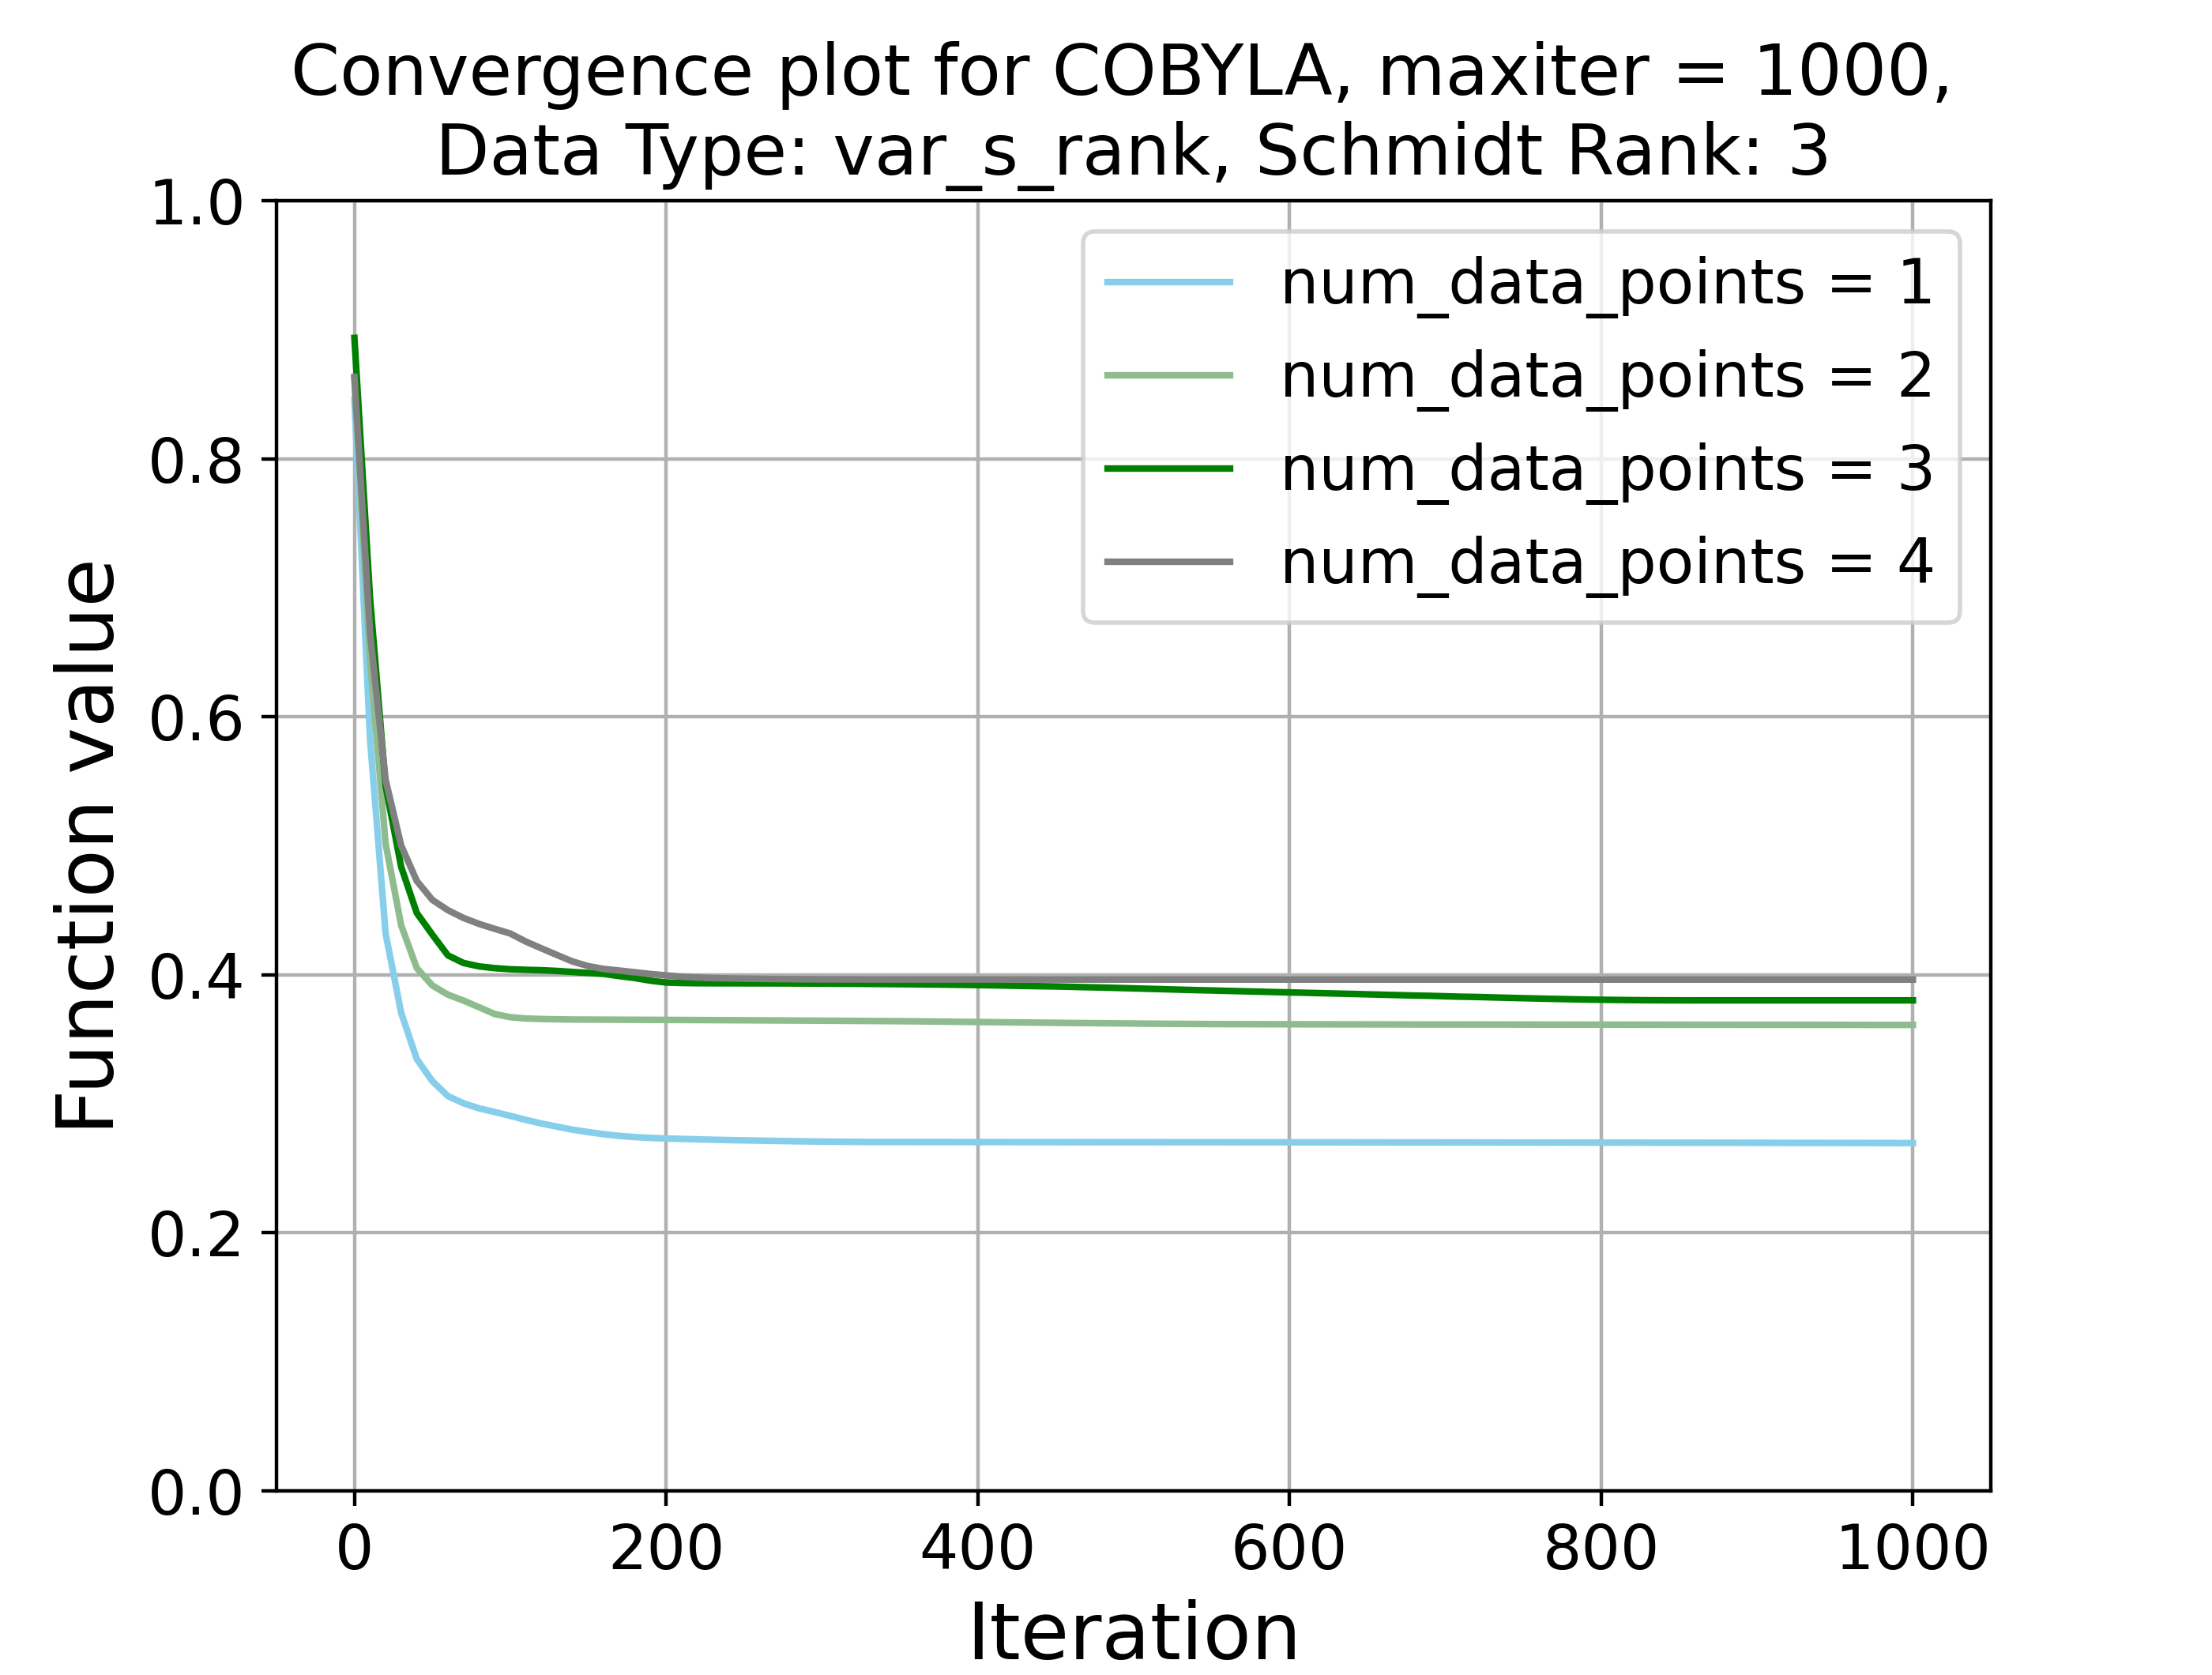 Convergence plot for COBYLA, maxiter = 1000,
Data Type: var_s_rank, Schmidt Rank: 3
1.0
0.8
0.6
0.4
0.2
0.0
Function value
num_data_points = 1
num_data_points = 2
num_data_points = 3
num_data_points = 4
0 200 400 600 800 1000
Iteration